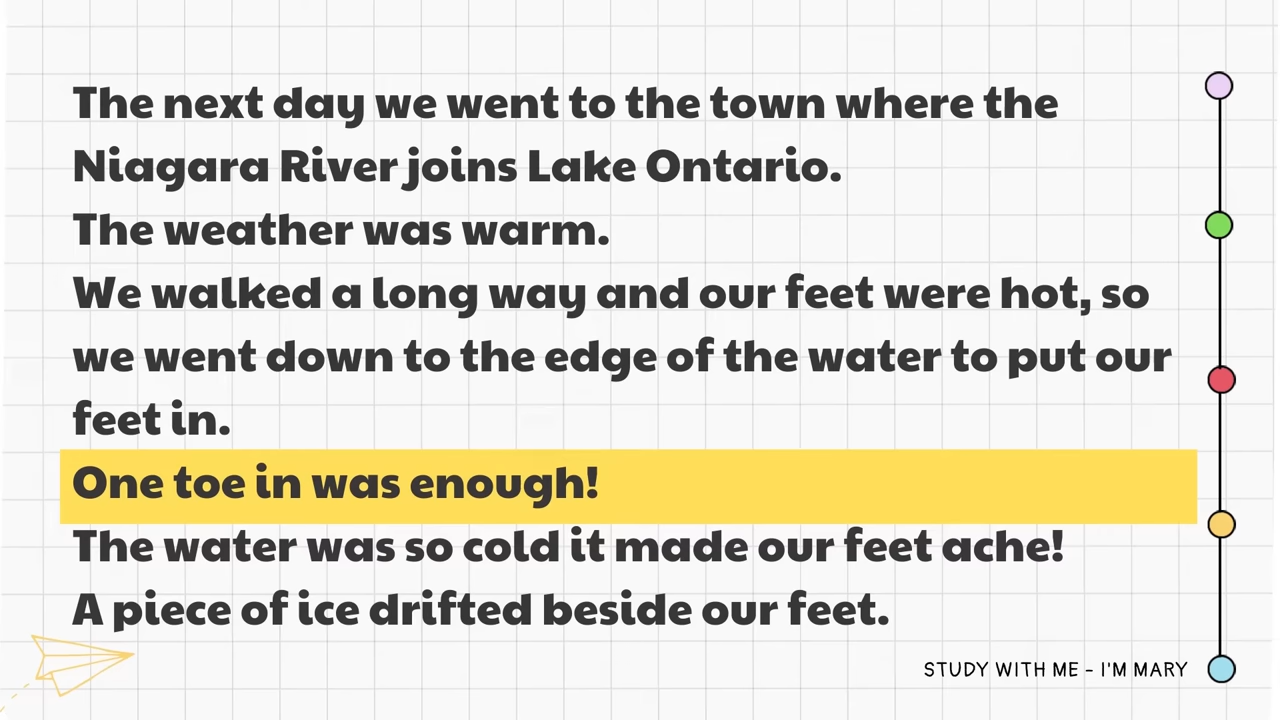 The next day we went to the town where the
Niagara River joins Lake Ontario.
The weather was warm.
We walked a long way and our feet were hot, so
we went down to the edge of the water to put our
feet in.
One toe in was enough!
The water was so cold it made our feet ache!
A piece of ice drifted beside our feet.
STUDY WITH ME - I'M MARY